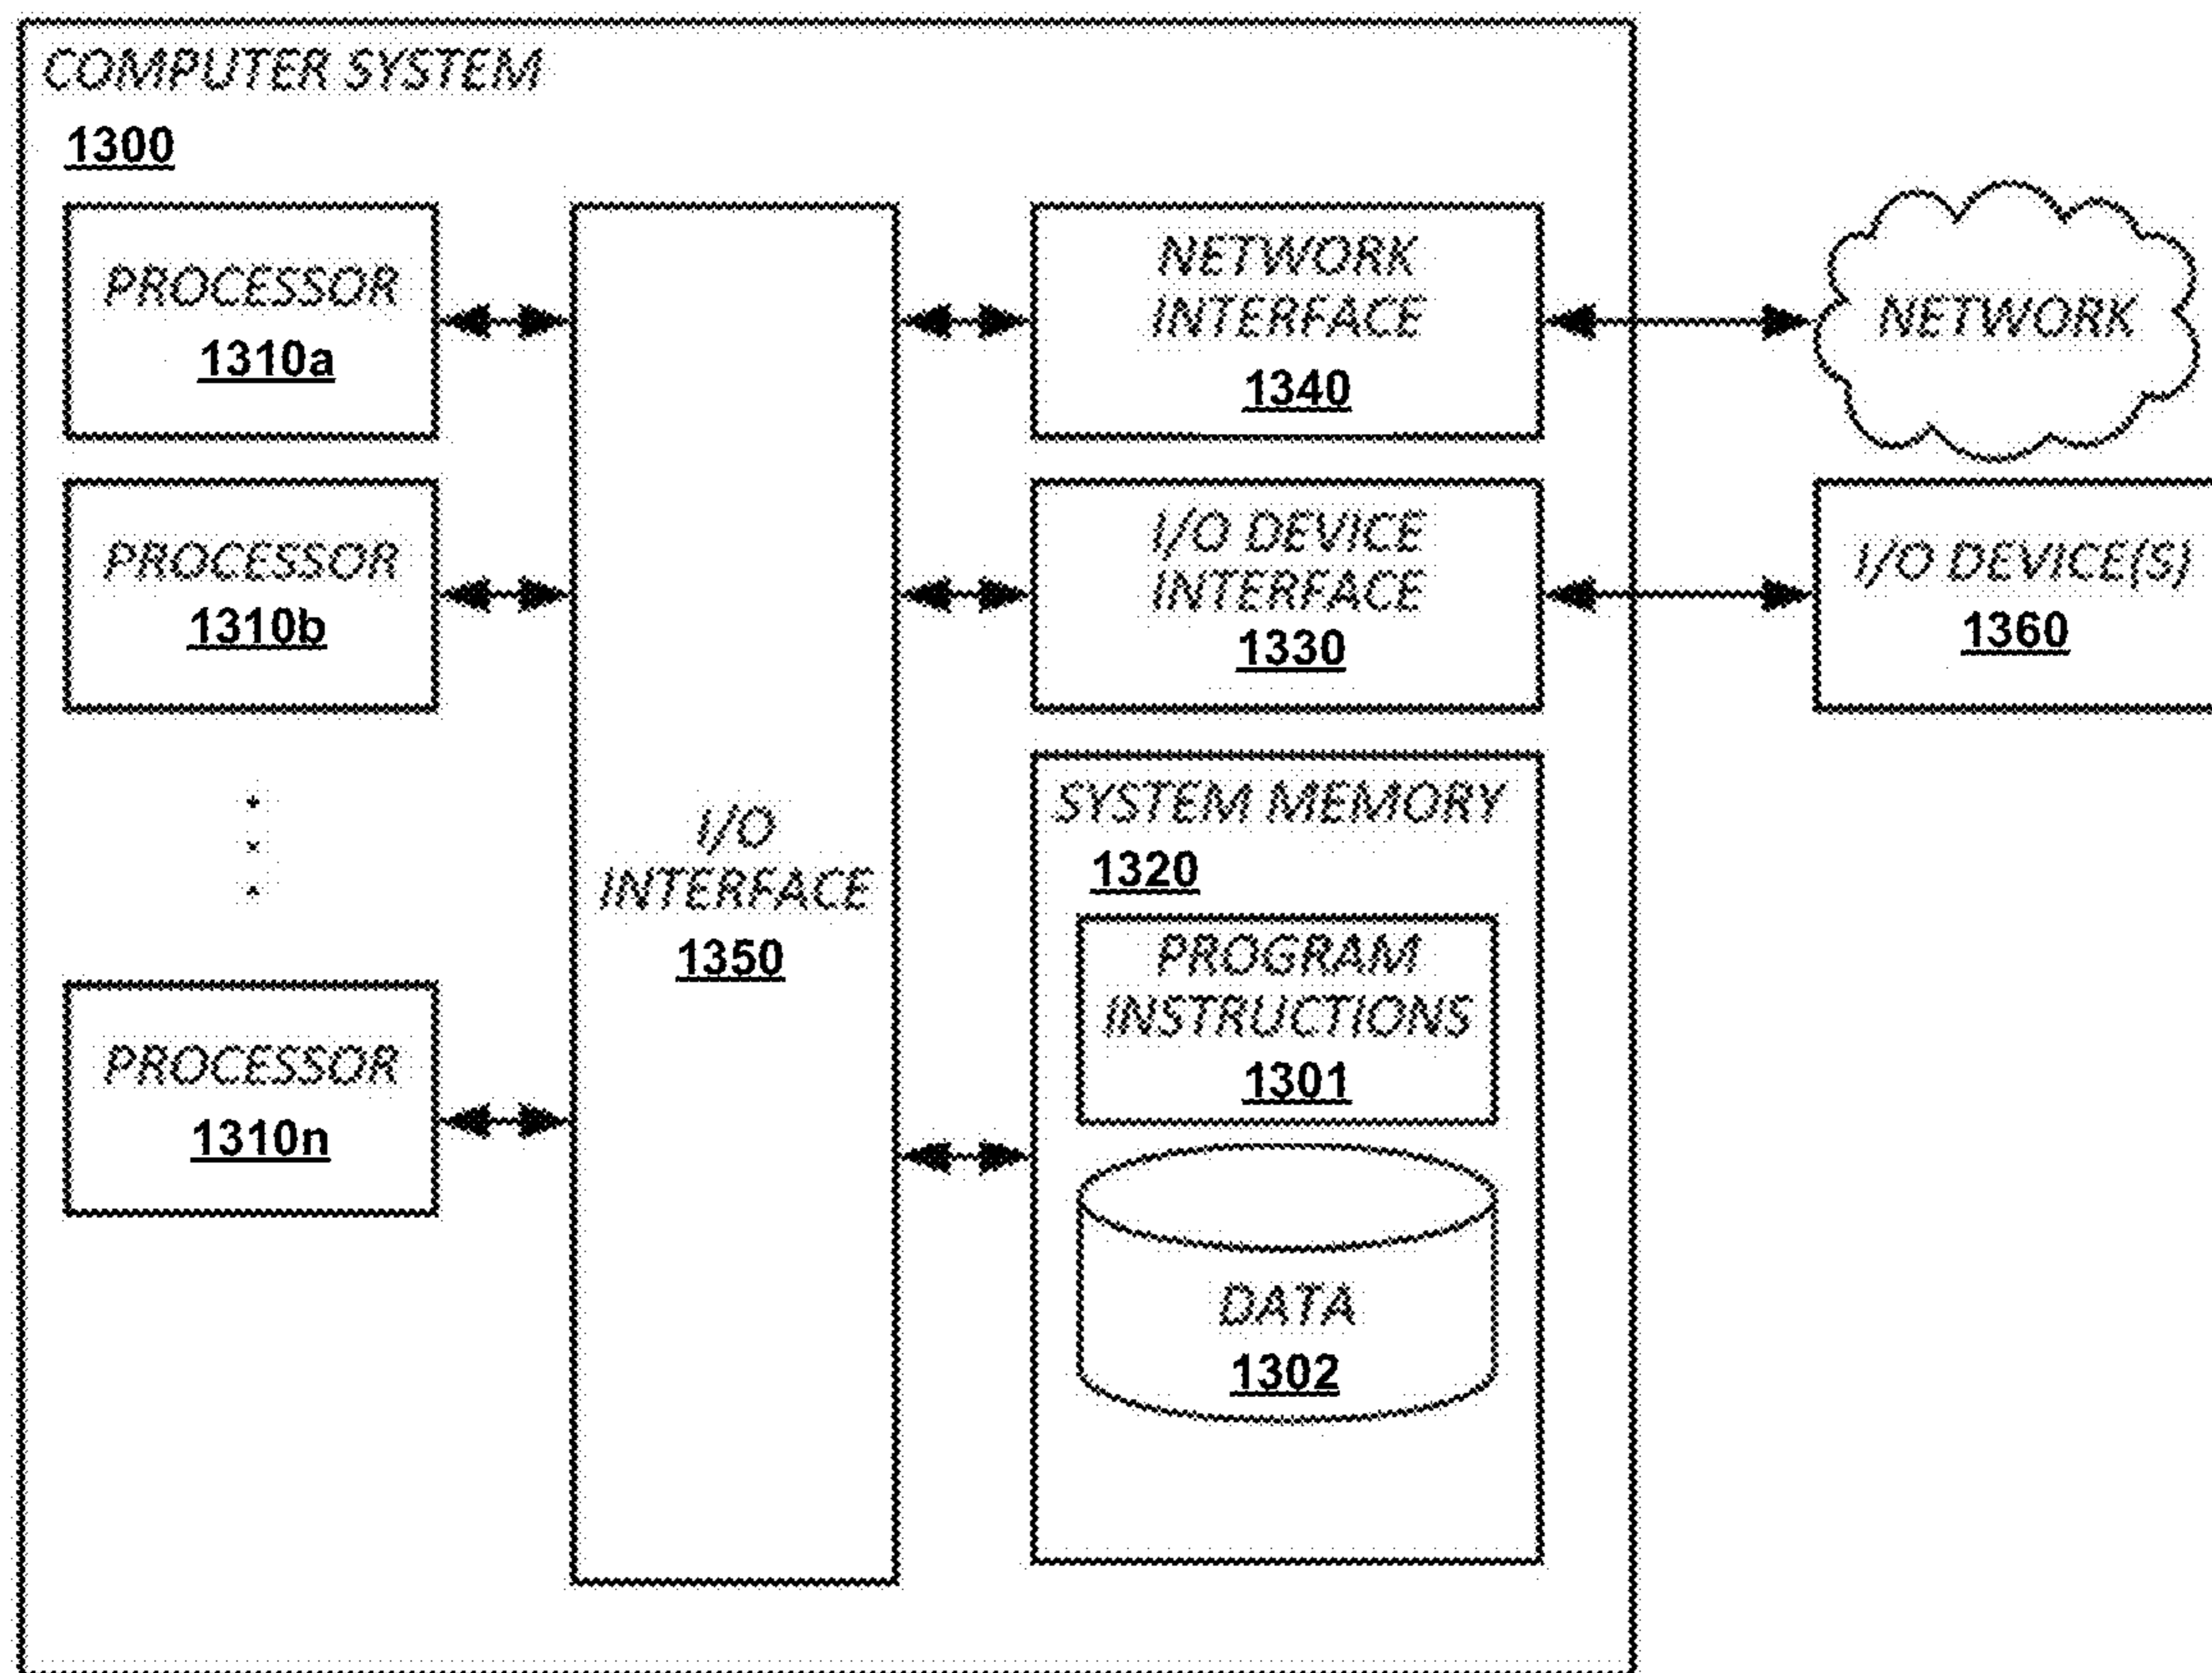 COMPUTER SYSTEM
1300
PROCESSOR
1310a
PROCESSOR
1310b
PROCESSOR
1310n
I/O
INTERFACE
1350
NETWORK
INTERFACE
1340
I/O DEVICE
INTERFACE
1330
SYSTEM MEMORY
1320
PROGRAM
INSTRUCTIONS
1301
DATA
1302
NETWORK
I/O DEVICE(S)
1360